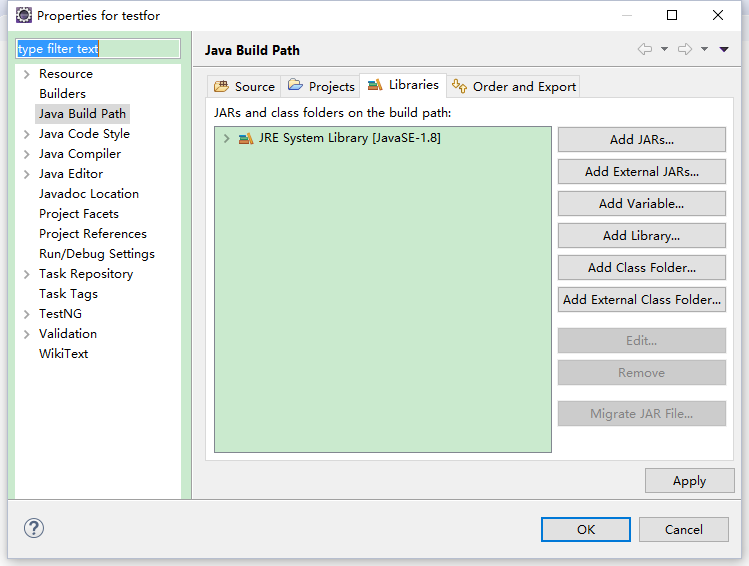 Properties for testfor
type filter text
Resource
Builders
Java Build Path
Java Code Style
Java Compiler
Java Editor
Javadoc Location
Project Facets
Project References
Run/Debug Settings
Task Repository
Task Tags
TestNG
Validation
WikiText
Java Build Path
Source Projects Libraries Order and Export
JARs and class folders on the build path:
JRE System Library [JavaSE-1.8]
Add JARs...
Add External JARs...
Add Variable...
Add Library...
Add Class Folder...
Add External Class Folder...
Edit...
Remove
Migrate JAR File...
Apply
?
OK Cancel